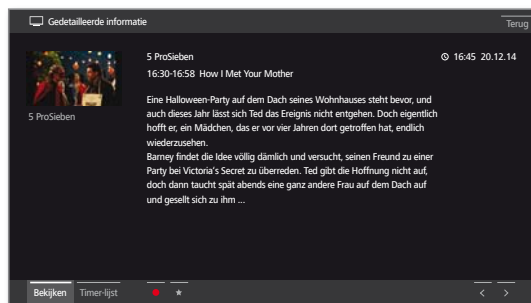 Gedetailleerde informatie
Terug
5 ProSieben
16:45 20.12.14
16:30-16:58 How I Met Your Mother
5 ProSieben
Eine Halloween-Party auf dem Dach seines Wohnhauses steht bevor, und
auch dieses Jahr lässt sich Ted das Ereignis nicht entgehen. Doch eigentlich
hofft er, ein Mädchen, das er vor vier Jahren dort getroffen hat, endlich
wiederzusehen.
Barney findet die Idee völlig dämlich und versucht, seinen Freund zu einer
Party bei Victoria's Secret zu überreden. Ted gibt die Hoffnung nicht auf,
doch dann taucht spät abends eine ganz andere Frau auf dem Dach auf
und gesellt sich zu ihm ...
Bekijken Timer-lijst